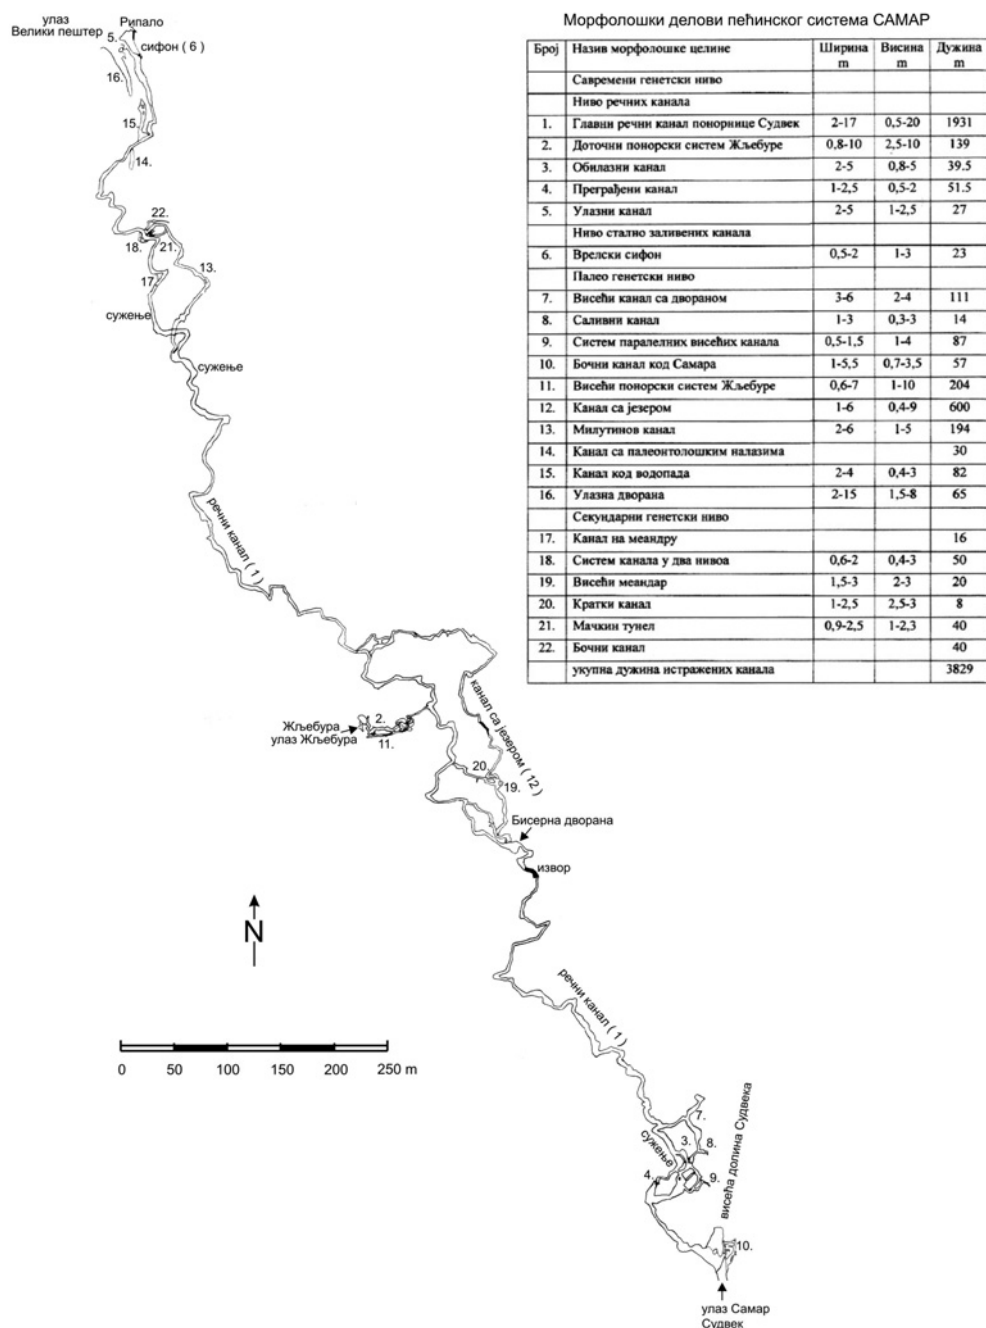 Морфолошки делови пећинског система САМАР
Број Назив морфолошке целине Ширина m Висина m Дужина m
Савремени генетски ниво
Ниво речних канала
1. Главни речни канал понорнице Судвек 2-17 0,5-20 1931
2. Доточни понорски систем Жљебуре 0,8-10 2,5-10 139
3. Обилазни канал 2-5 0,8-5 39.5
4. Преграђени канал 1-2,5 0,5-2 51.5
5. Улазни канал 2-5 1-2,5 27
Ниво стално заливених канала
6. Врелски сифон 0,5-2 1-3 23
Палео генетски ниво
7. Висећи канал са двораном 3-6 2-4 111
8. Саливни канал 1-3 0,3-3 14
9. Систем паралелних висећих канала 0,5-1,5 1-4 87
10. Бочни канал код Самара 1-5,5 0,7-3,5 57
11. Висећи понорски систем Жљебуре 0,6-7 1-10 204
12. Канал са језером 1-6 0,4-9 600
13. Милутинов канал 2-6 1-5 194
14. Канал са палеонтолошким налазима 30
15. Канал код водопада 2-4 0,4-3 82
16. Улазна дворана 2-15 1,5-8 65
Секундарни генетски ниво
17. Канал на меандру 16
18. Систем канала у два нивоа 0,6-2 0,4-3 50
19. Висећи меандар 1,5-3 2-3 20
20. Кратки канал 1-2,5 2,5-3 8
21. Мачкин тунел 0,9-2,5 1-2,3 40
22. Бочни канал 40
укупна дужина истражених канала 3829
улаз
Велики пештер
Рипало
5.
сифон ( 6 )
16.
15.
14.
22.
18.
21.
13.
17.
сужење
сужење
речни канал ( 1 )
канал са језером ( 12 )
Жљебура
улаз Жљебура
2.
11.
20.
19.
Бисерна дворана
извор
N
речни канал ( 1 )
0 50 100 150 200 250 m
7.
сужење
3.
8.
4.
9.
висећа долина Судвека
10.
улаз Самар
Судвек